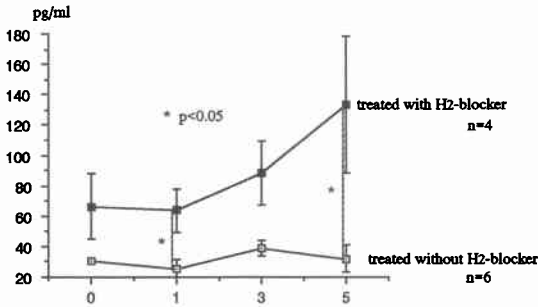 pg/ml
180
160
140
120
100
80
60
40
20
* p<0.05
treated with H2-blocker
n=4
*
*
treated without H2-blocker
n=6
0 1 3 5